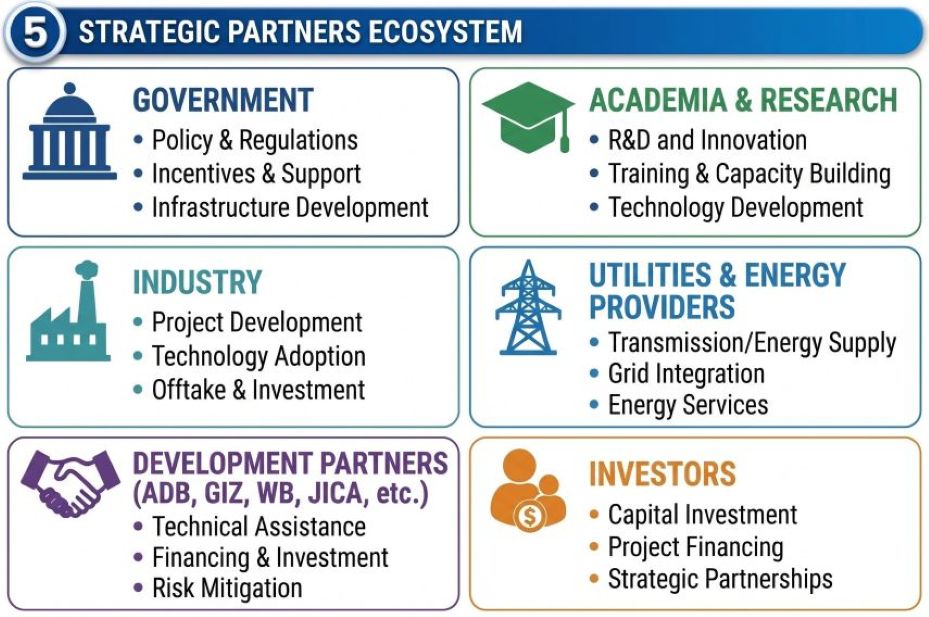 5 STRATEGIC PARTNERS ECOSYSTEM
GOVERNMENT
• Policy & Regulations
• Incentives & Support
• Infrastructure Development
ACADEMIA & RESEARCH
• R&D and Innovation
• Training & Capacity Building
• Technology Development
INDUSTRY
• Project Development
• Technology Adoption
• Offtake & Investment
UTILITIES & ENERGY
PROVIDERS
• Transmission/Energy Supply
• Grid Integration
• Energy Services
DEVELOPMENT PARTNERS
(ADB, GIZ, WB, JICA, etc.)
• Technical Assistance
• Financing & Investment
• Risk Mitigation
$
INVESTORS
• Capital Investment
• Project Financing
• Strategic Partnerships